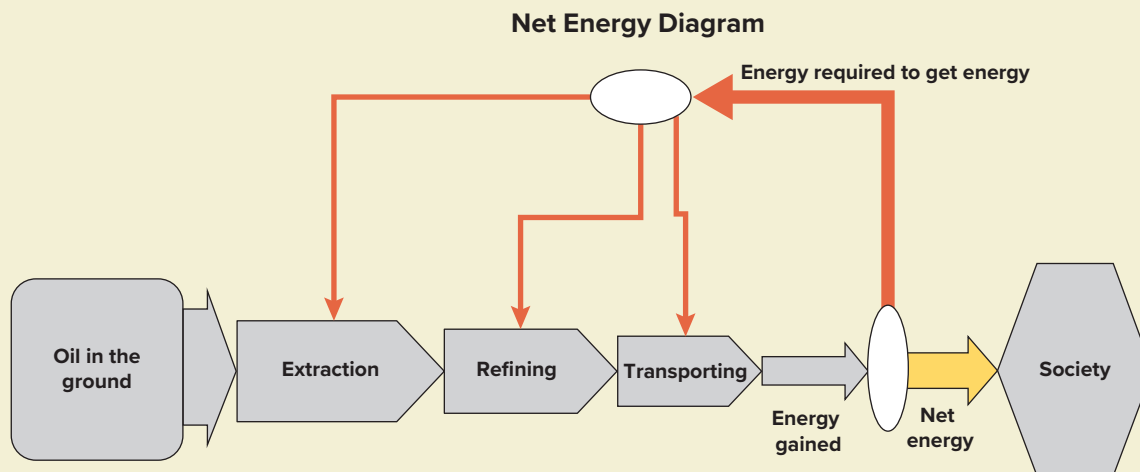 Net Energy Diagram
Energy required to get energy
Oil in the
ground
Extraction
Refining
Transporting
Energy
gained
Net
energy
Society